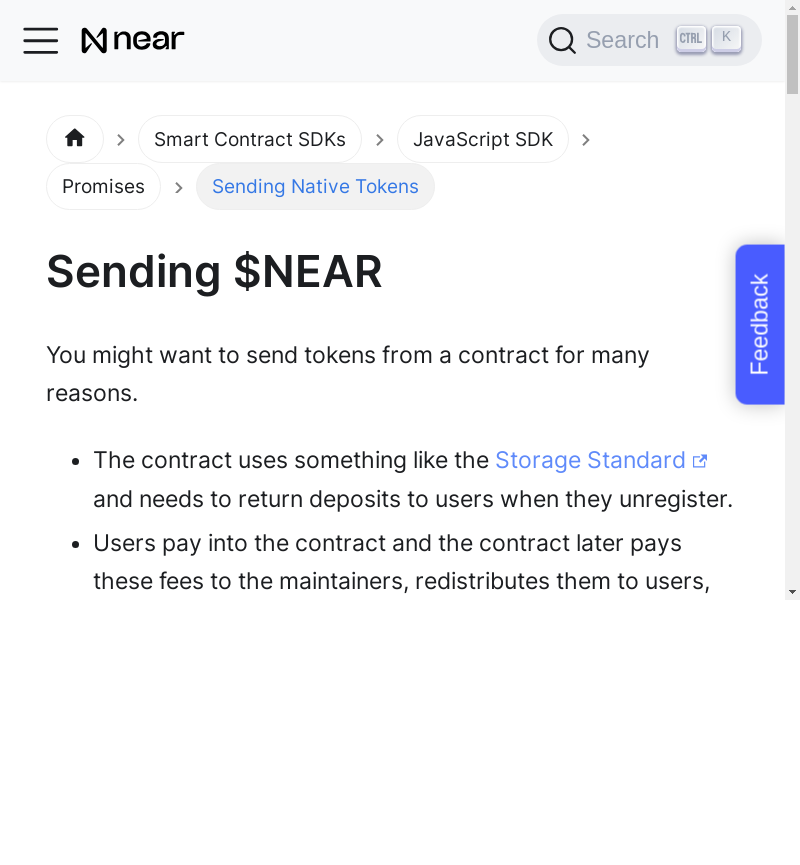 near
Search CTRL K
Smart Contract SDKs
JavaScript SDK
Promises
Sending Native Tokens
Sending $NEAR
Feedback
You might want to send tokens from a contract for many
reasons.
The contract uses something like the Storage Standard
and needs to return deposits to users when they unregister.
Users pay into the contract and the contract later pays
these fees to the maintainers, redistributes them to users,